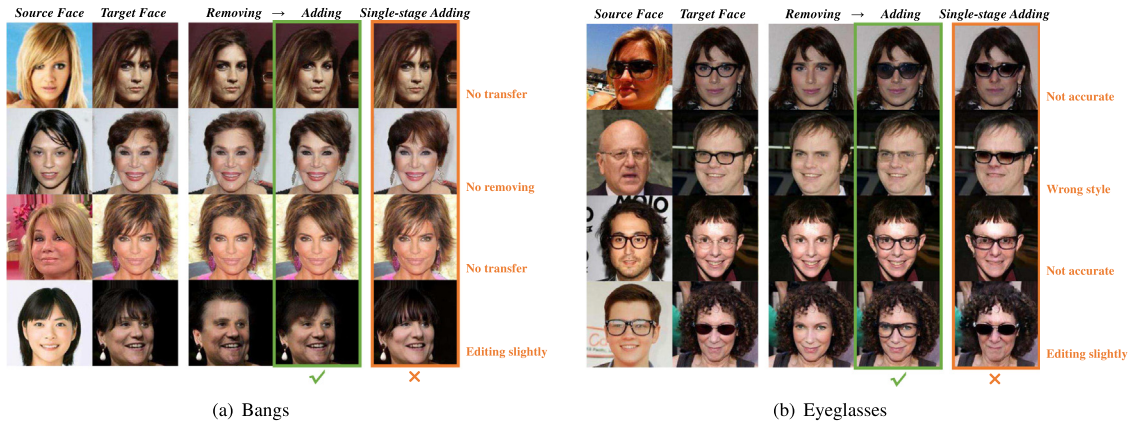 Source Face Target Face Removing → Adding Single-stage Adding
No transfer
No removing
No transfer
Editing slightly
(a) Bangs
Source Face Target Face Removing → Adding Single-stage Adding
MOJO
Not accurate
Wrong style
Not accurate
Editing slightly
(b) Eyeglasses